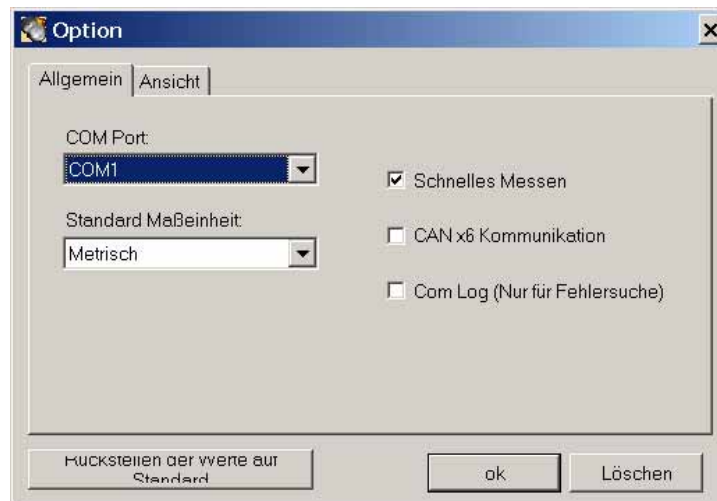 Option
Allgemein
Ansicht
COM Port:
COM1
Schnelles Messen
Standard Maßeinheit:
CAN x6 Kommunikation
Metrisch
Com Log (Nur für Fehlersuche)
Rückstellen der Werte auf
Standard
ok
Löschen